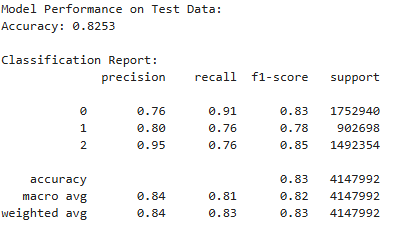 Model Performance on Test Data:
Accuracy: 0.8253
Classification Report:
precision recall f1-score support
0 0.76 0.91 0.83 1752940
1 0.80 0.76 0.78 902698
2 0.95 0.76 0.85 1492354
accuracy 0.83 4147992
macro avg 0.84 0.81 0.82 4147992
weighted avg 0.84 0.83 0.83 4147992